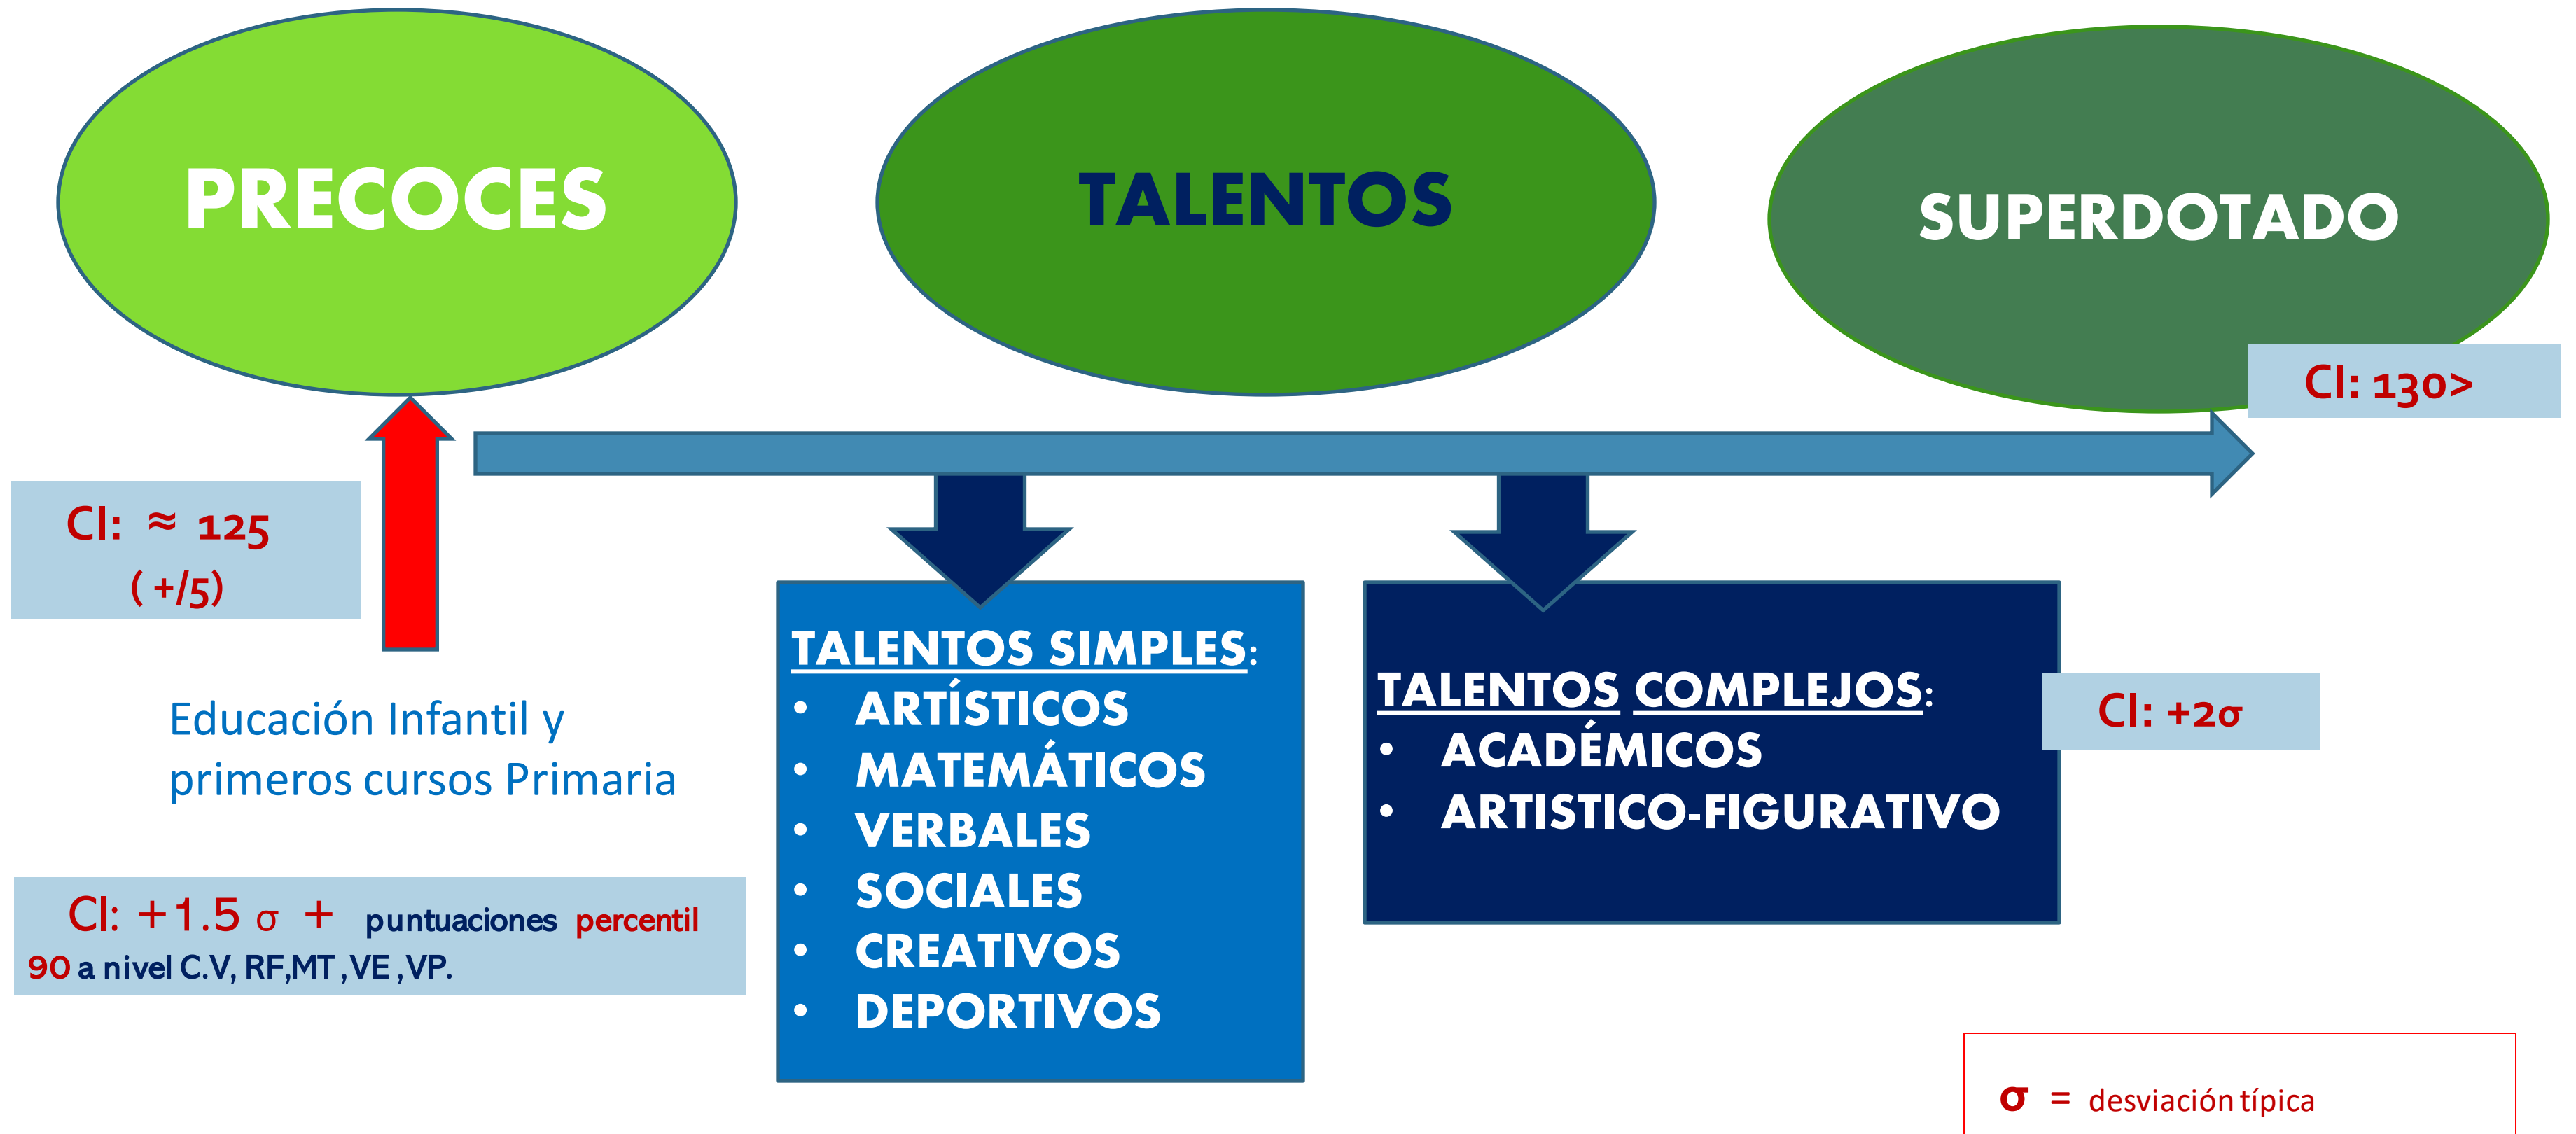 PRECOCES
TALENTOS
SUPERDOTADO
CI: 130>
CI: ≈ 125
( +/5)
Educación Infantil y
primeros cursos Primaria
CI: +1.5 σ + puntuaciones percentil
90 a nivel C.V, RF,MT ,VE ,VP.
TALENTOS SIMPLES:
• ARTÍSTICOS
• MATEMÁTICOS
• VERBALES
• SOCIALES
• CREATIVOS
• DEPORTIVOS
TALENTOS COMPLEJOS:
• ACADÉMICOS
• ARTISTICO-FIGURATIVO
CI: +2σ
σ = desviación típica